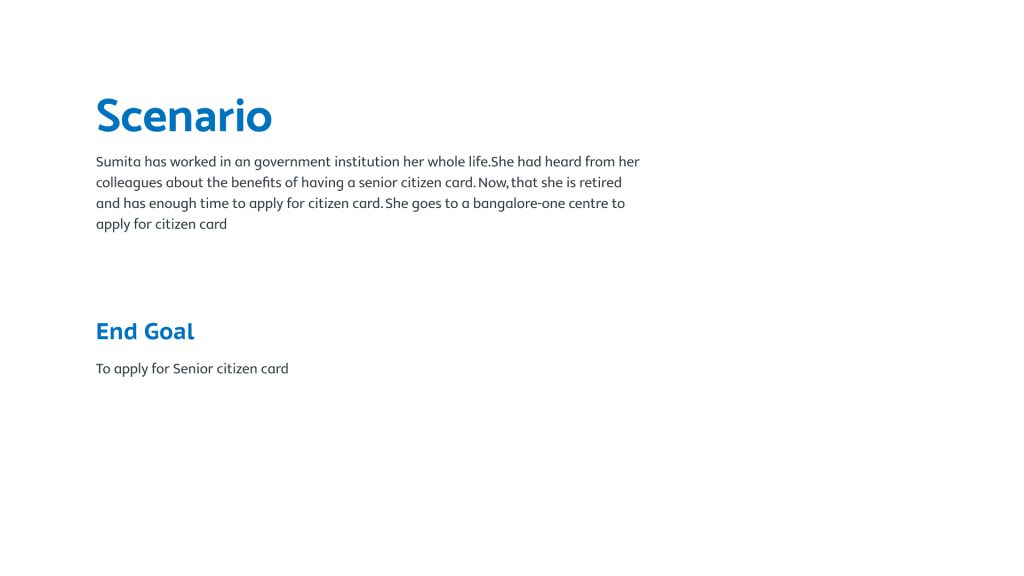 Scenario
Sumita has worked in an government institution her whole life.She had heard from her
colleagues about the benefits of having a senior citizen card. Now, that she is retired
and has enough time to apply for citizen card. She goes to a bangalore-one centre to
apply for citizen card
End Goal
To apply for Senior citizen card